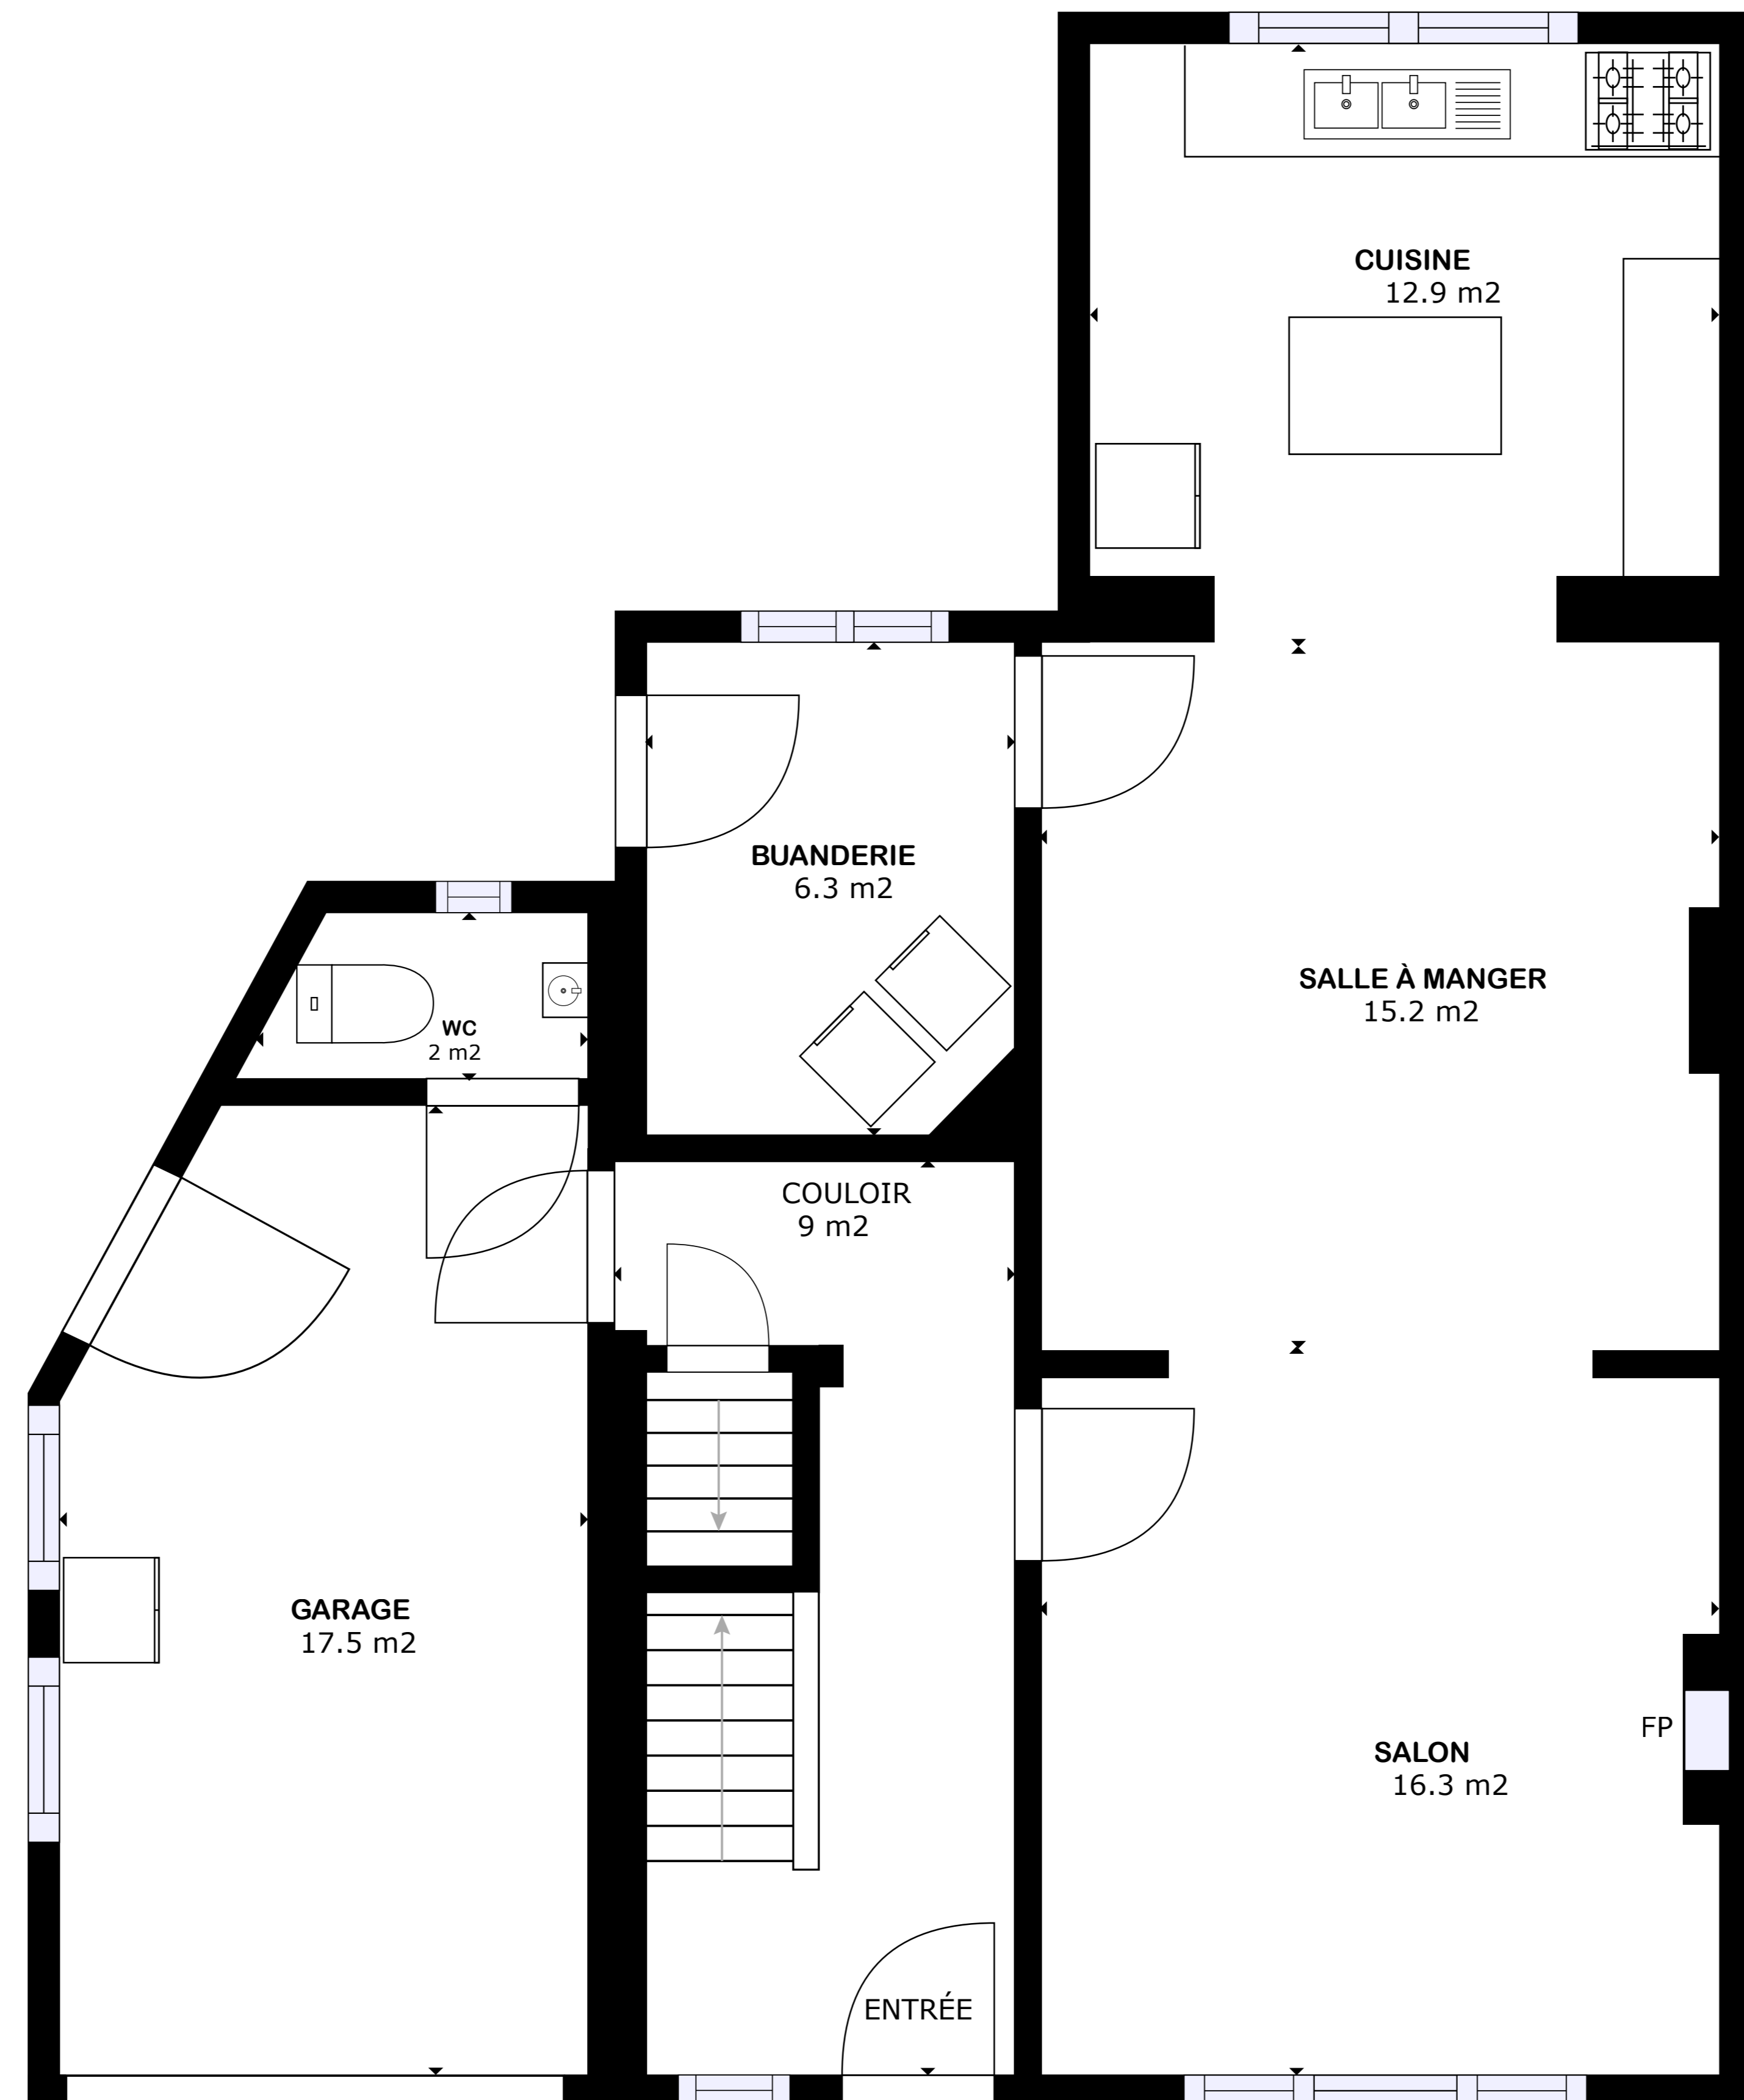 CUISINE
12.9 m2
BUANDERIE
6.3 m2
SALLE À MANGER
15.2 m2
WC
2 m2
COULOIR
9 m2
GARAGE
17.5 m2
FP
SALON
16.3 m2
ENTRÉE